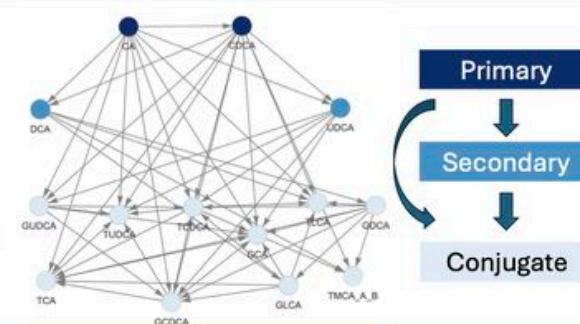 CA
CDCA
Primary
DCA
UDCA
Secondary
GUDCA
TUDCA
TCDCA
TLCA
GDCA
GCA
Conjugate
TCA
GCDCA
GLCA
TMCA_A_B